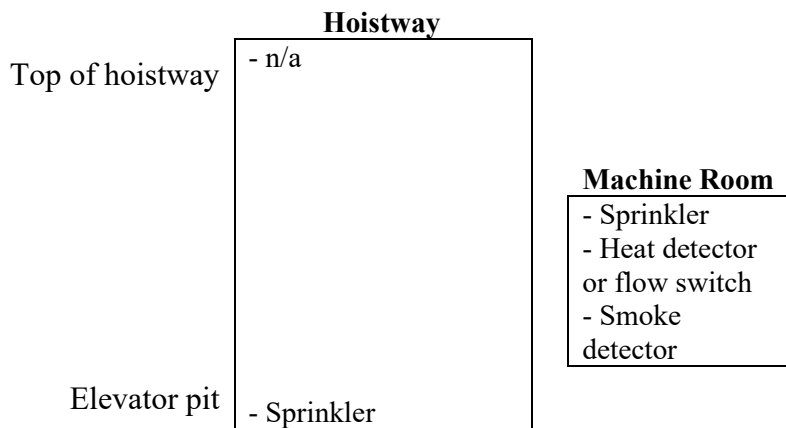 Hoistway
Top of hoistway
- n/a
Machine Room
- Sprinkler
- Heat detector
or flow switch
- Smoke
detector
Elevator pit
- Sprinkler